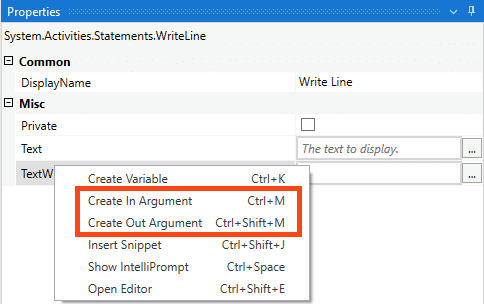 Properties
System.Activities.Statements.WriteLine
Common
DisplayName Write Line
Misc
Private
Text The text to display. ...
TextW ...
Create Variable Ctrl+K
Create In Argument Ctrl+M
Create Out Argument Ctrl+Shift+M
Insert Snippet Ctrl+Shift+J
Show IntelliPrompt Ctrl+Space
Open Editor Ctrl+Shift+E